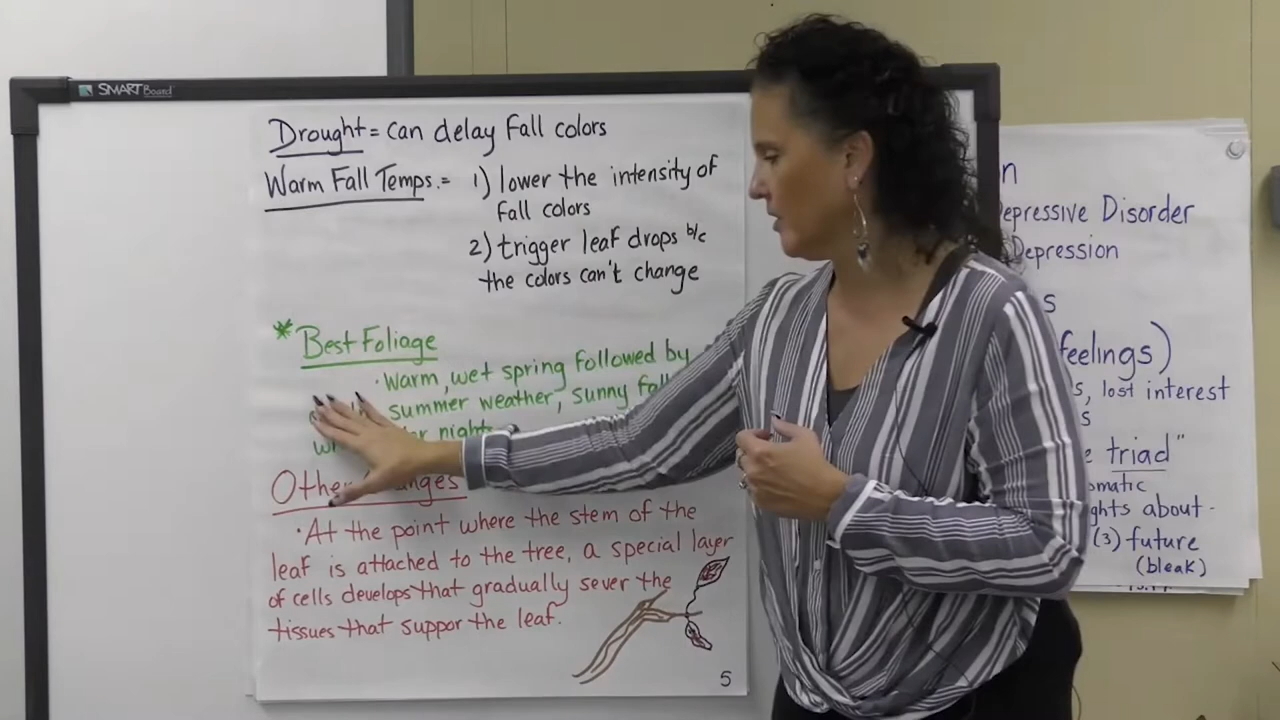 SMART Board
Drought = can delay Fall colors
Warm Fall Temps. = 1) lower the intensity of
Fall colors
2) trigger leaf drops b/c
the colors can't change
* Best Foliage
· Warm, wet spring followed by
summer weather, sunny fall
nights
Other Changes
· At the point where the stem of the
leaf is attached to the tree, a special layer
of cells develops that gradually sever the
tissues that suppor the leaf.
5
Depressive Disorder
Depression
feelings)
lost interest
triad"
about -
(3) future
(bleak)